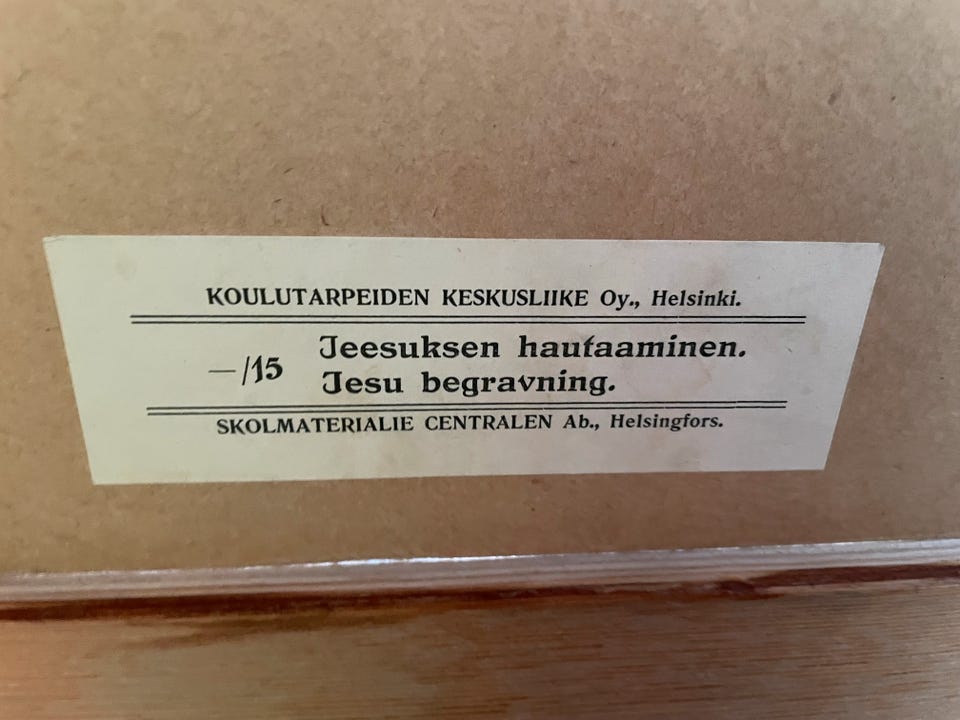 KOULUTARPEIDEN KESKUSLIIKE Oy., Helsinki.
—/15 Jeesuksen hautaaminen.
Jesu begravning.
SKOLMATERIALIE CENTRALEN Ab., Helsingfors.